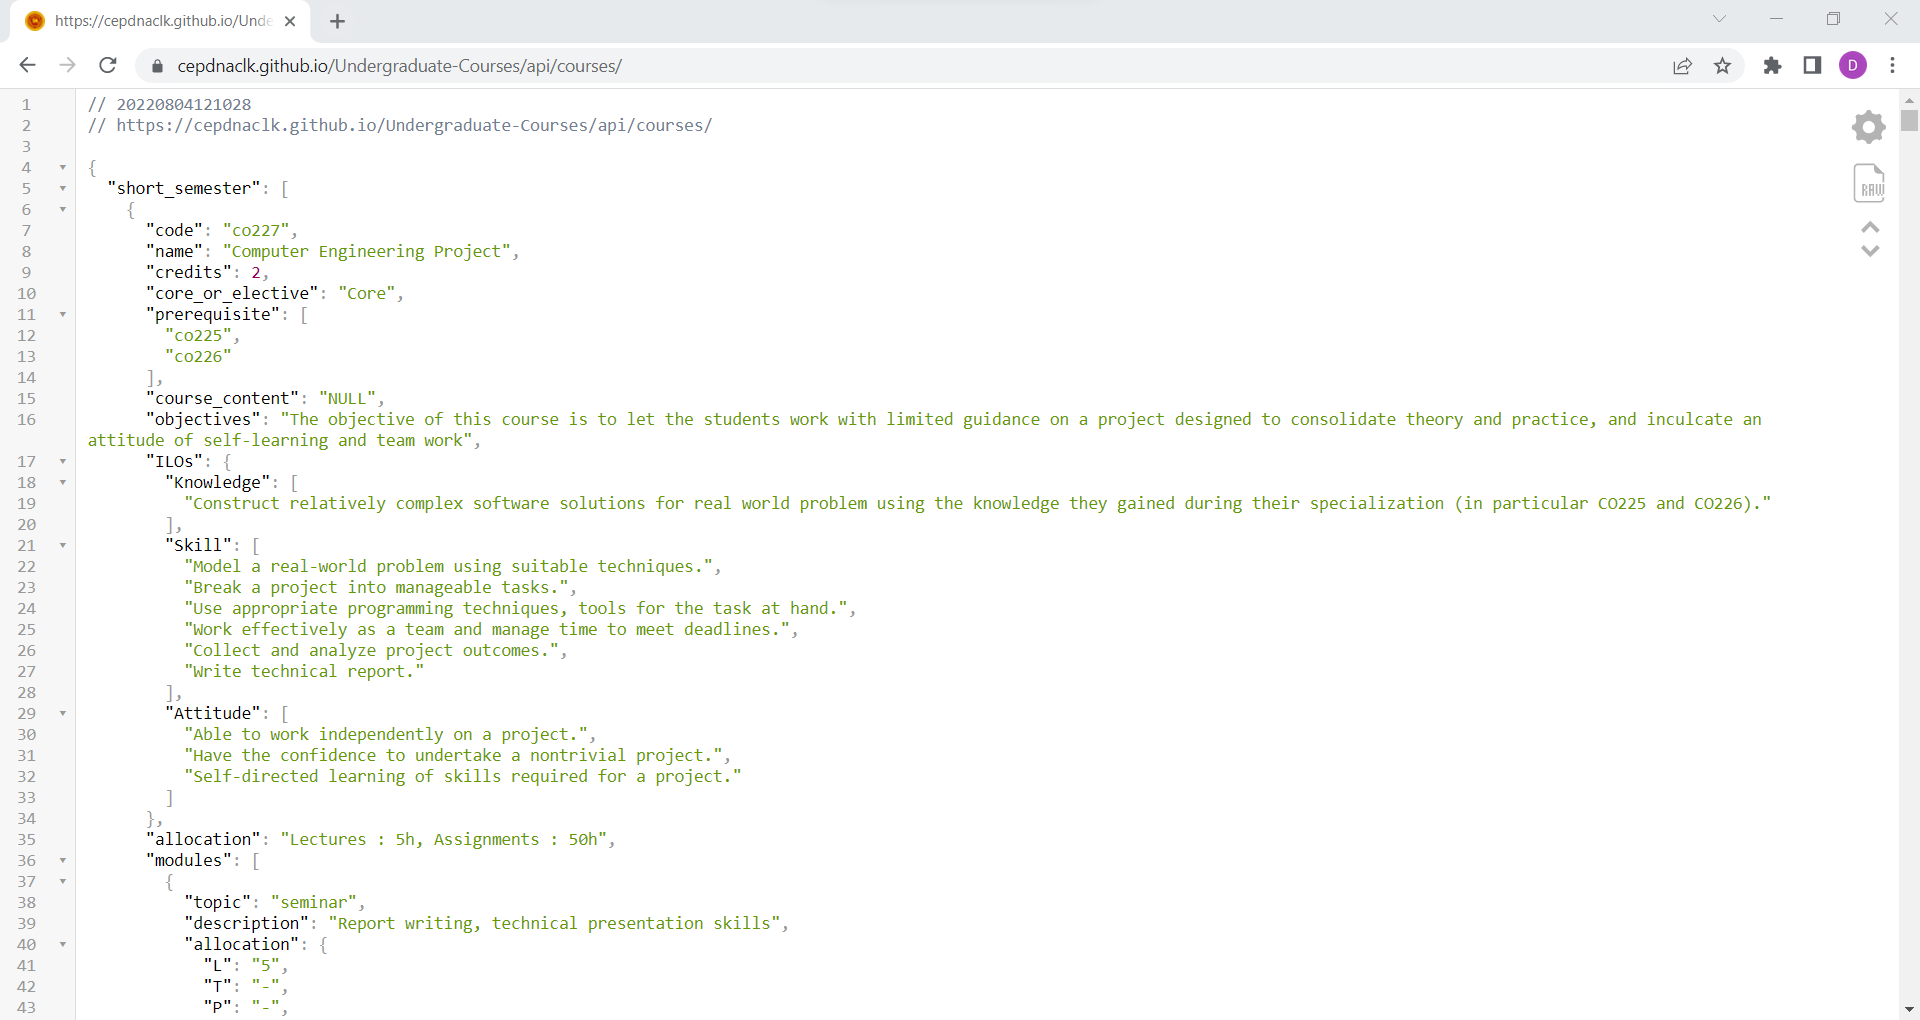 https://cepdnaclk.github.io/Unde
cepdnaclk.github.io/Undergraduate-Courses/api/courses/
D
RAW
1 // 20220804121028
2 // https://cepdnaclk.github.io/Undergraduate-Courses/api/courses/
3
4 {
5 "short_semester": [
6 {
7 "code": "co227",
8 "name": "Computer Engineering Project",
9 "credits": 2,
10 "core_or_elective": "Core",
11 "prerequisite": [
12 "co225",
13 "co226"
14 ],
15 "course_content": "NULL",
16 "objectives": "The objective of this course is to let the students work with limited guidance on a project designed to consolidate theory and practice, and inculcate an
attitude of self-learning and team work",
17 "ILOs": {
18 "Knowledge": [
19 "Construct relatively complex software solutions for real world problem using the knowledge they gained during their specialization (in particular CO225 and CO226)."
20 ],
21 "Skill": [
22 "Model a real-world problem using suitable techniques.",
23 "Break a project into manageable tasks.",
24 "Use appropriate programming techniques, tools for the task at hand.",
25 "Work effectively as a team and manage time to meet deadlines.",
26 "Collect and analyze project outcomes.",
27 "Write technical report."
28 ],
29 "Attitude": [
30 "Able to work independently on a project.",
31 "Have the confidence to undertake a nontrivial project.",
32 "Self-directed learning of skills required for a project."
33 ]
34 },
35 "allocation": "Lectures : 5h, Assignments : 50h",
36 "modules": [
37 {
38 "topic": "seminar",
39 "description": "Report writing, technical presentation skills",
40 "allocation": {
41 "L": "5",
42 "T": "-",
43 "P": "-",